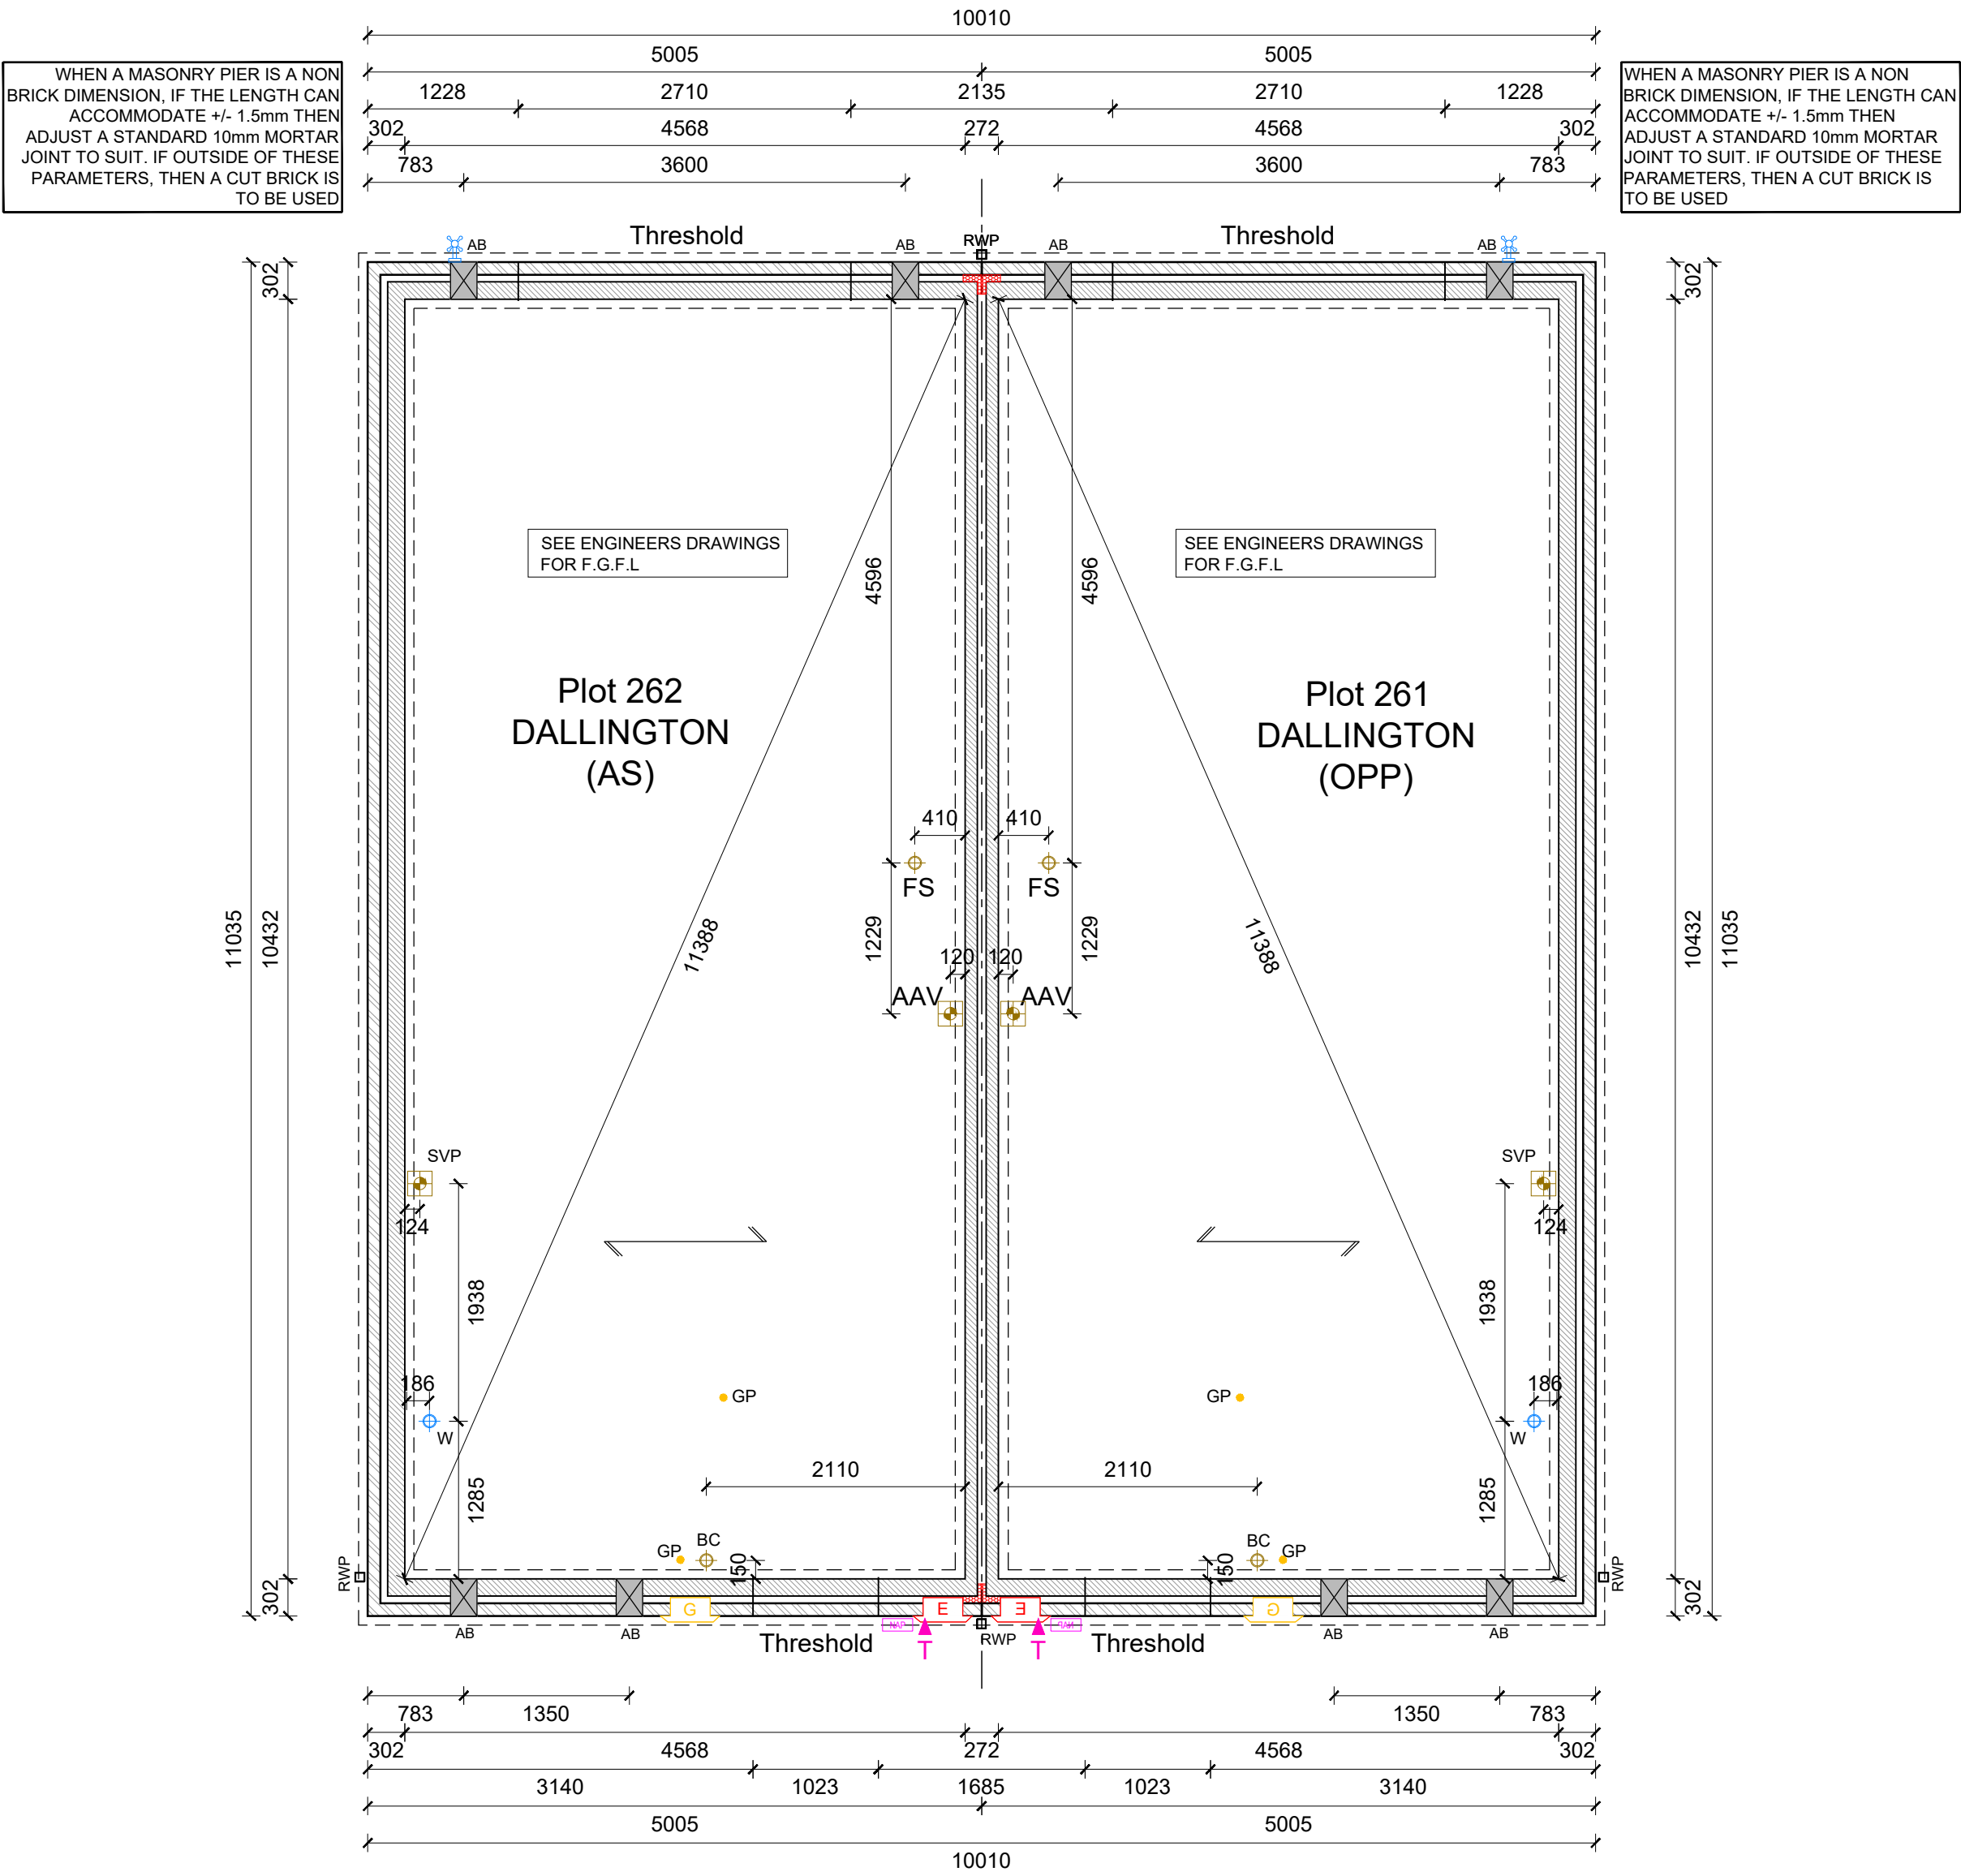 10010
5005 5005
1228 2710 2135 2710 1228
302 4568 272 4568 302
783 3600 3600 783
WHEN A MASONRY PIER IS A NON
BRICK DIMENSION, IF THE LENGTH CAN
ACCOMMODATE +/- 1.5mm THEN
ADJUST A STANDARD 10mm MORTAR
JOINT TO SUIT. IF OUTSIDE OF THESE
PARAMETERS, THEN A CUT BRICK IS
TO BE USED
WHEN A MASONRY PIER IS A NON
BRICK DIMENSION, IF THE LENGTH CAN
ACCOMMODATE +/- 1.5mm THEN
ADJUST A STANDARD 10mm MORTAR
JOINT TO SUIT. IF OUTSIDE OF THESE
PARAMETERS, THEN A CUT BRICK IS
TO BE USED
Threshold RWP Threshold
AB AB AB AB
302 302
SEE ENGINEERS DRAWINGS
FOR F.G.F.L
SEE ENGINEERS DRAWINGS
FOR F.G.F.L
4596 4596
Plot 262
DALLINGTON
(AS)
Plot 261
DALLINGTON
(OPP)
410 410
FS FS
11035 10432 11388 1229 1229 11388 10432 11035
120 120
AAV AAV
SVP SVP
124 124
1938 1938
186 186
GP GP
W W
2110 2110
1285 1285
GP BC BC GP
150 150
RWP RWP
302 302
G E E G
NAP NAP
AB AB AB AB
Threshold RWP Threshold
T T
783 1350 1350 783
302 4568 272 4568 302
3140 1023 1685 1023 3140
5005 5005
10010